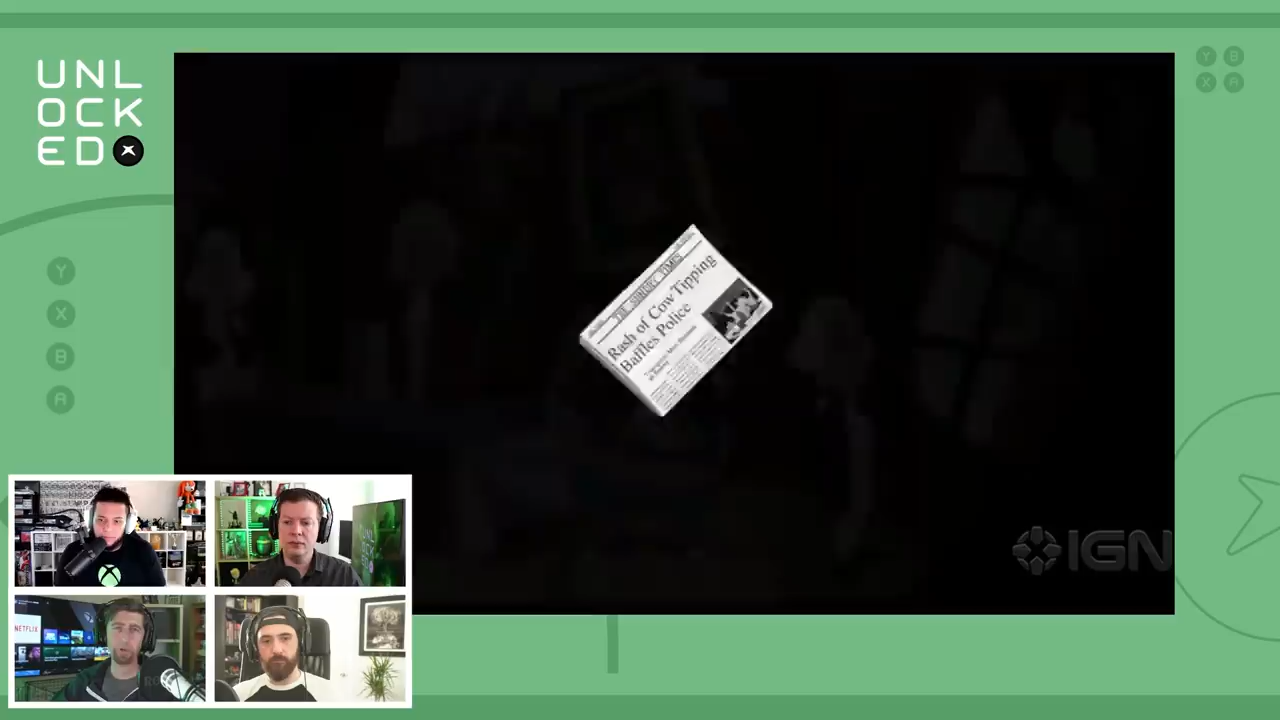 UNL
OCK
ED
Y B
X A
THE SUNDAY TIMES
Rash of Cow Tipping
Baffles Police
Y
X
B
A
IGN
NETFLIX